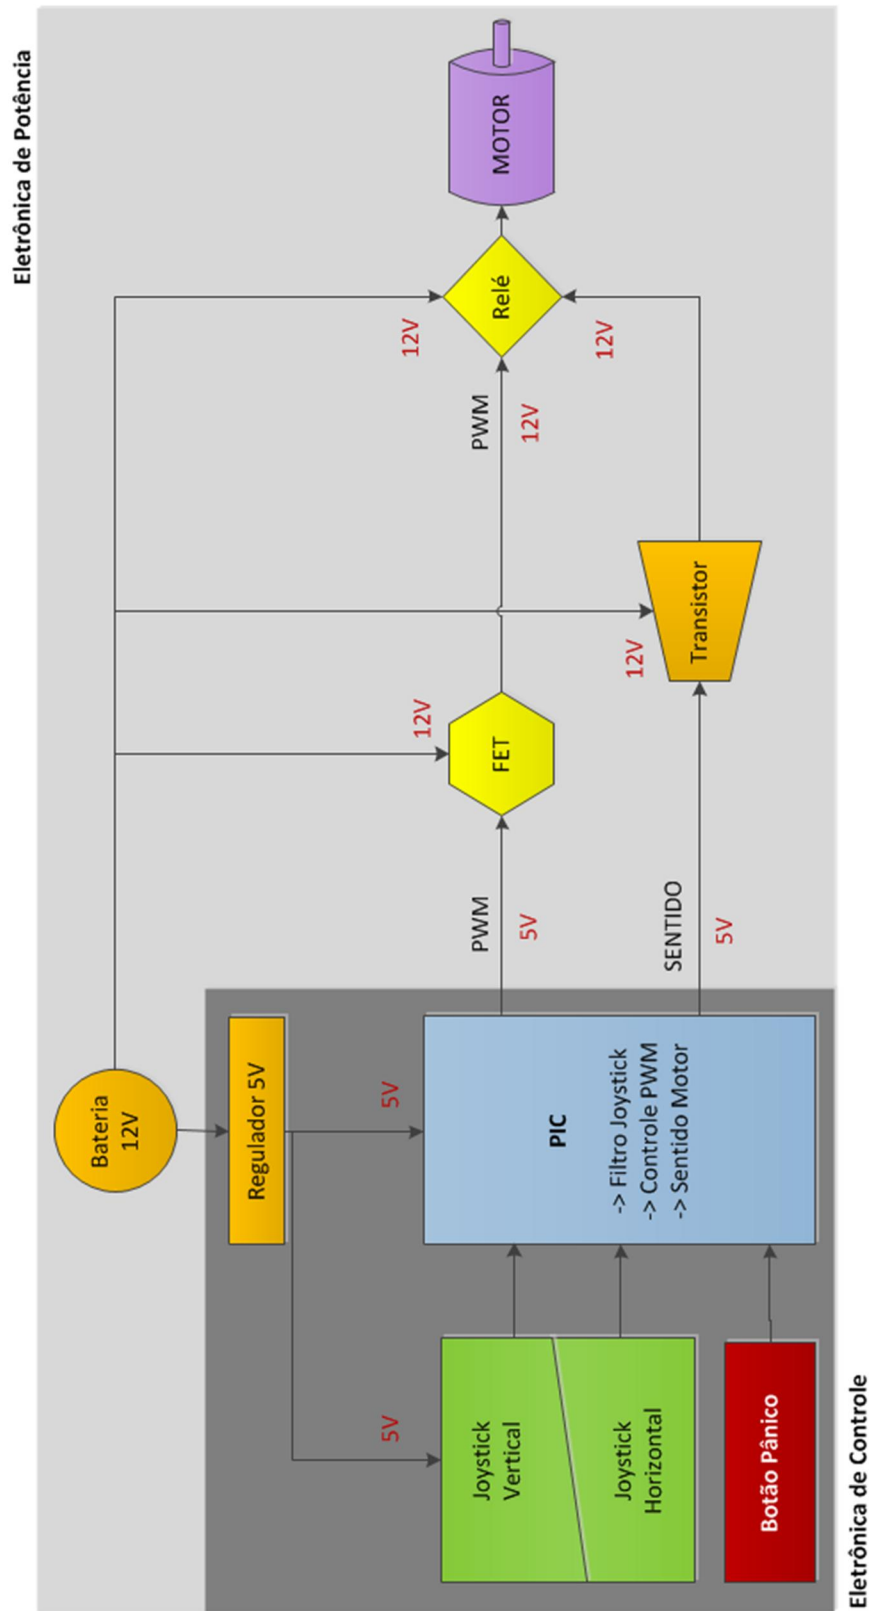 Eletrônica de Potência
Bateria
12V
Regulador 5V
5V
5V
Joystick
Vertical
Joystick
Horizontal
Botão Pânico
PIC
-> Filtro Joystick
-> Controle PWM
-> Sentido Motor
PWM
5V
SENTIDO
5V
12V
FET
12V
Transistor
PWM
12V
12V
Relé
12V
MOTOR
Eletrônica de Controle